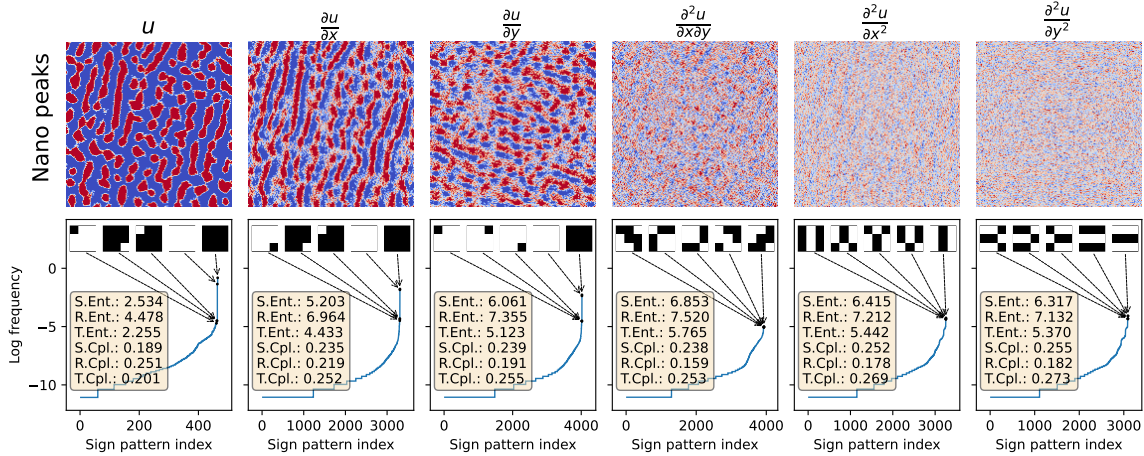 u
∂u/∂x
∂u/∂y
∂²u/∂x∂y
∂²u/∂x²
∂²u/∂y²
Nano peaks
Log frequency
0
−5
−10
S.Ent.: 2.534
R.Ent.: 4.478
T.Ent.: 2.255
S.Cpl.: 0.189
R.Cpl.: 0.251
T.Cpl.: 0.201
0 200 400
Sign pattern index
S.Ent.: 5.203
R.Ent.: 6.964
T.Ent.: 4.433
S.Cpl.: 0.235
R.Cpl.: 0.219
T.Cpl.: 0.252
0 1000 2000 3000
Sign pattern index
S.Ent.: 6.061
R.Ent.: 7.355
T.Ent.: 5.123
S.Cpl.: 0.239
R.Cpl.: 0.191
T.Cpl.: 0.255
0 1000 2000 3000 4000
Sign pattern index
S.Ent.: 6.853
R.Ent.: 7.520
T.Ent.: 5.765
S.Cpl.: 0.238
R.Cpl.: 0.159
T.Cpl.: 0.253
0 1000 2000 3000 4000
Sign pattern index
S.Ent.: 6.415
R.Ent.: 7.212
T.Ent.: 5.442
S.Cpl.: 0.252
R.Cpl.: 0.178
T.Cpl.: 0.269
0 1000 2000 3000
Sign pattern index
S.Ent.: 6.317
R.Ent.: 7.132
T.Ent.: 5.370
S.Cpl.: 0.255
R.Cpl.: 0.182
T.Cpl.: 0.273
0 1000 2000 3000
Sign pattern index